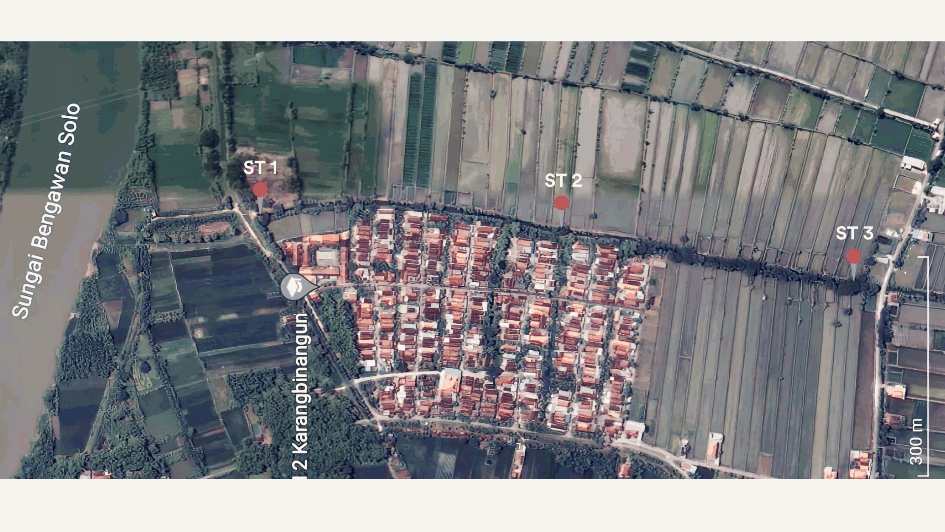 Sungai Bengawan Solo
ST 1
ST 2
ST 3
2 Karangbinangun
300 m